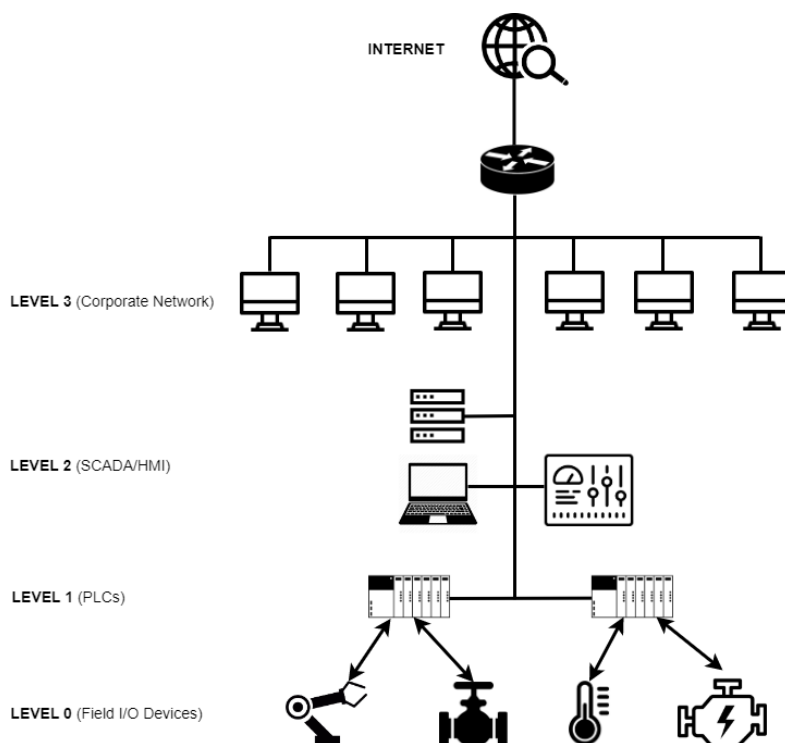 INTERNET
LEVEL 3 (Corporate Network)
LEVEL 2 (SCADA/HMI)
LEVEL 1 (PLCs)
LEVEL 0 (Field I/O Devices)